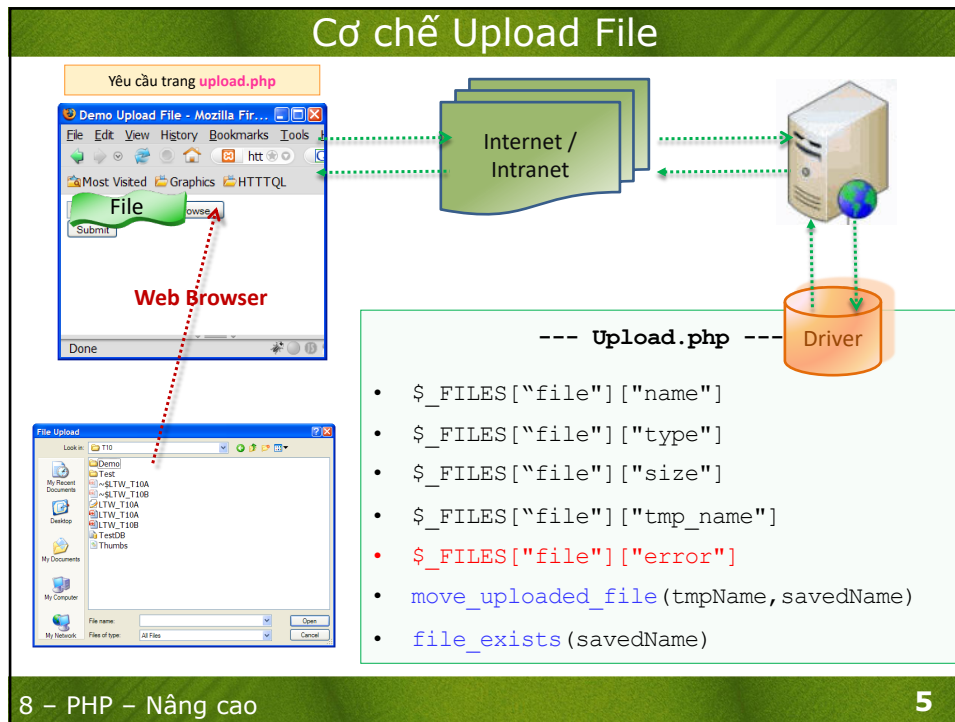 Cơ chế Upload File
Yêu cầu trang upload.php
Demo Upload File - Mozilla Fir...
File Edit View History Bookmarks Tools H
htt
Most Visited Graphics HTTTQL
File
owse...
Submit
Web Browser
Done
Internet /
Intranet
Driver
--- Upload.php ---
• $_FILES[“file"]["name"]
• $_FILES[“file"]["type"]
• $_FILES[“file"]["size"]
• $_FILES[“file"]["tmp_name"]
• $_FILES["file"]["error"]
• move_uploaded_file(tmpName,savedName)
• file_exists(savedName)
File Upload
Look in: T10
My Recent
Documents
Desktop
My Documents
My Computer
My Network
Demo
Test
~$LTW_T10A
~$LTW_T10B
LTW_T10A
LTW_T10A
LTW_T10B
TestDB
Thumbs
File name: Open
Files of type: All Files Cancel
8 – PHP – Nâng cao
5